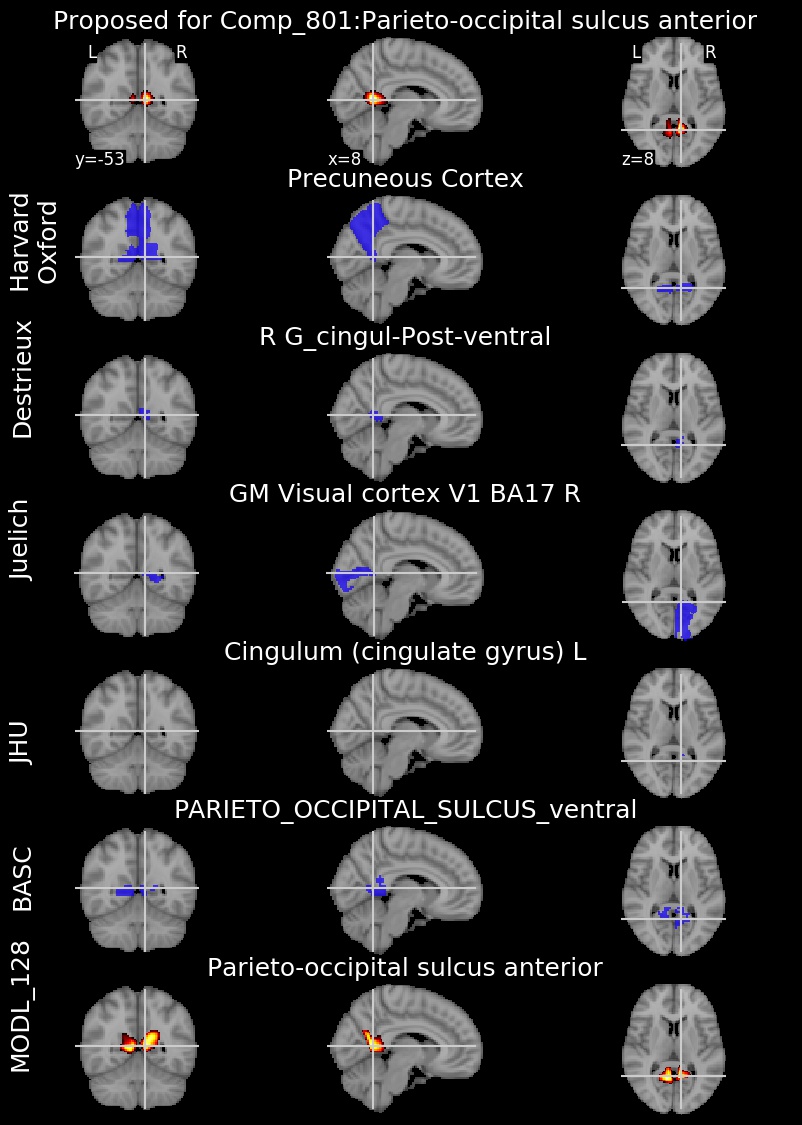 Proposed for Comp_801:Parieto-occipital sulcus anterior
L R L R
y=-53 x=8 z=8
Precuneous Cortex
Harvard
Oxford
R G_cingul-Post-ventral
Destrieux
GM Visual cortex V1 BA17 R
Juelich
Cingulum (cingulate gyrus) L
JHU
PARIETO_OCCIPITAL_SULCUS_ventral
BASC
Parieto-occipital sulcus anterior
MODL_128